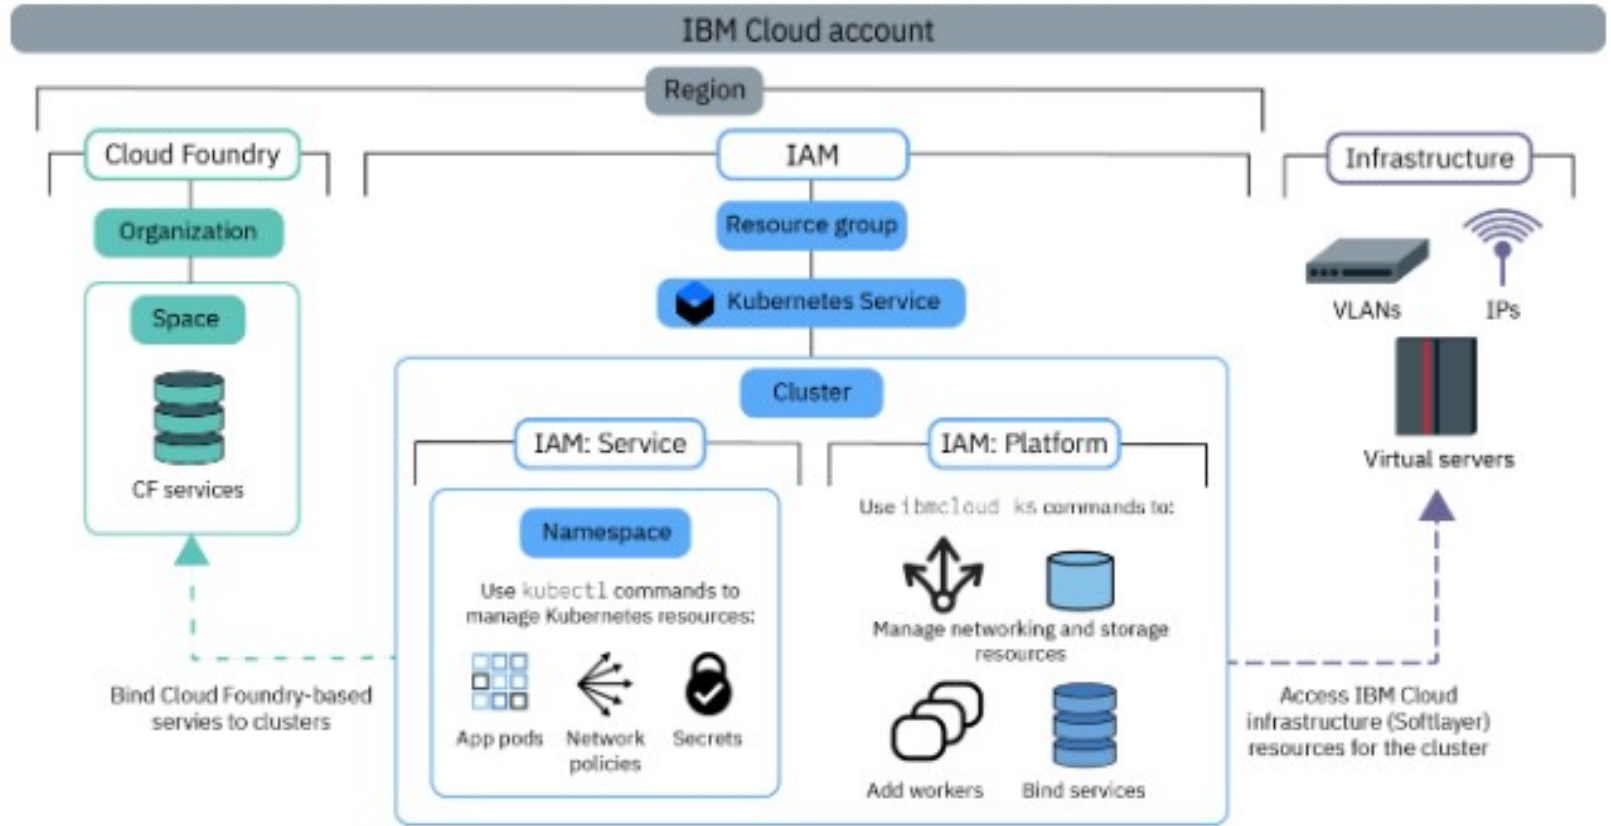 IBM Cloud account
Region
Cloud Foundry
IAM
Infrastructure
Organization
Resource group
Space
Kubernetes Service
VLANs
IPs
CF services
Cluster
Virtual servers
IAM: Service
IAM: Platform
Namespace
Use kubectl commands to
manage Kubernetes resources:
App pods
Network
policies
Secrets
Use ibmcloud ks commands to:
Manage networking and storage
resources
Add workers
Bind services
Bind Cloud Foundry-based
servies to clusters
Access IBM Cloud
infrastructure (Softlayer)
resources for the cluster